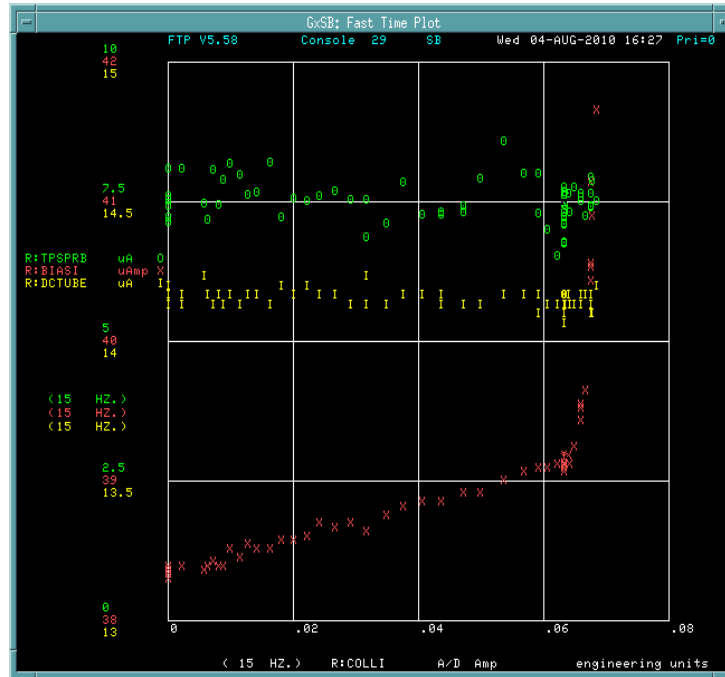 GxSB: Fast Time Plot
FTP V5.58 Console 29 SB Wed 04-AUG-2010 16:27 Pri=0
10
42
15
7.5
41
14.5
R:TPSPRB uA O
R:BIASI uAmp X
R:DCTUBE uA I
5
40
14
(15 HZ.)
(15 HZ.)
(15 HZ.)
2.5
39
13.5
0
38
13
0 .02 .04 .06 .08
( 15 HZ.) R:COLLI A/D Amp engineering units